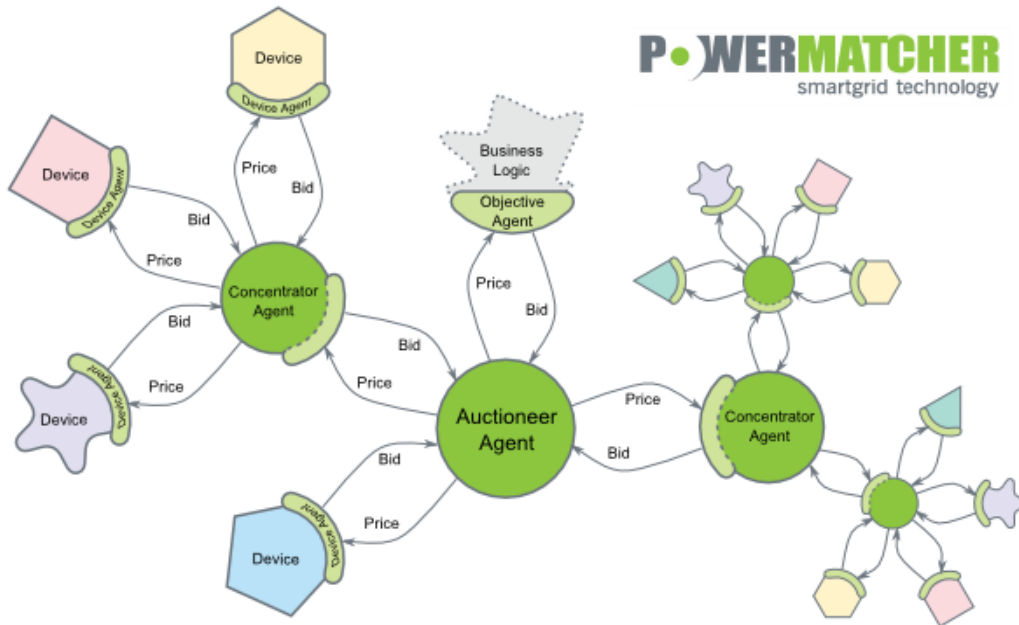 POWERMATCHER
smartgrid technology
Device
Device Agent
Price
Bid
Device
Device Agent
Bid
Price
Business
Logic
Objective
Agent
Price
Bid
Concentrator
Agent
Bid
Price
Device
Device Agent
Bid
Price
Auctioneer
Agent
Price
Bid
Concentrator
Agent
Bid
Price
Device
Device Agent